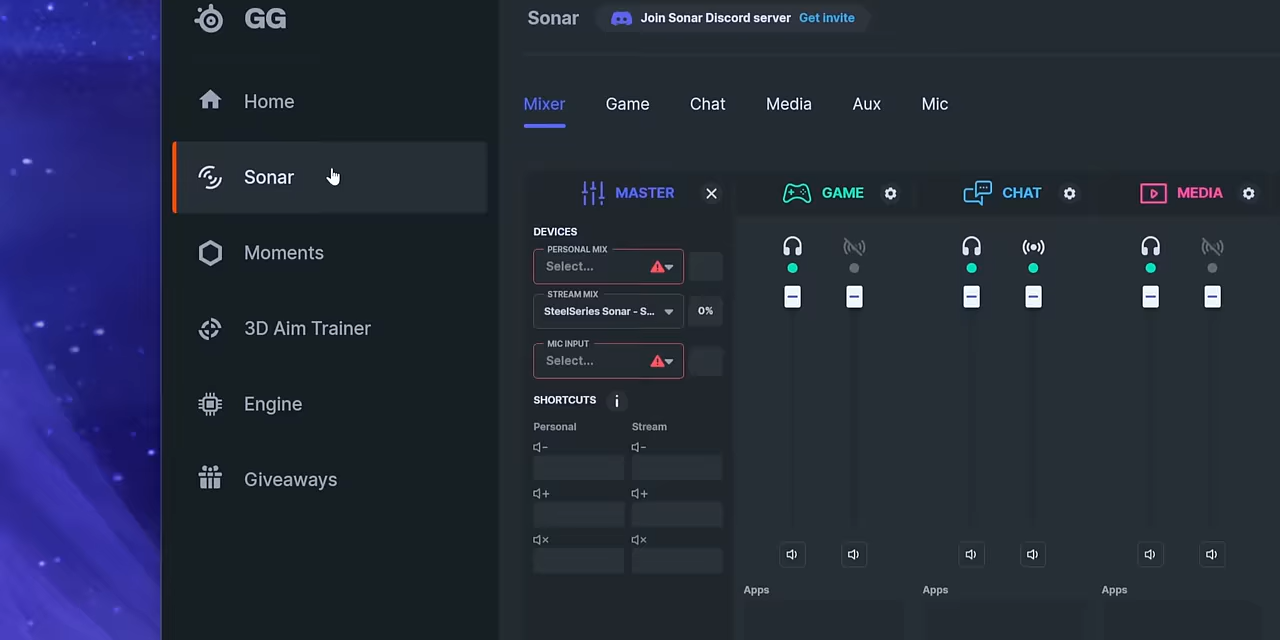 GG
Home
Sonar
Moments
3D Aim Trainer
Engine
Giveaways
Sonar
Join Sonar Discord server Get invite
Mixer Game Chat Media Aux Mic
MASTER
GAME
CHAT
MEDIA
DEVICES
PERSONAL MIX
Select...
STREAM MIX
SteelSeries Sonar - S... 0%
MIC INPUT
Select...
SHORTCUTS
Personal Stream
Apps Apps Apps